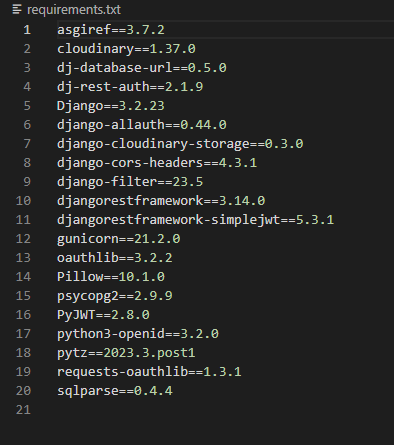 requirements.txt
1 asgiref==3.7.2
2 cloudinary==1.37.0
3 dj-database-url==0.5.0
4 dj-rest-auth==2.1.9
5 Django==3.2.23
6 django-allauth==0.44.0
7 django-cloudinary-storage==0.3.0
8 django-cors-headers==4.3.1
9 django-filter==23.5
10 djangorestframework==3.14.0
11 djangorestframework-simplejwt==5.3.1
12 gunicorn==21.2.0
13 oauthlib==3.2.2
14 Pillow==10.1.0
15 psycopg2==2.9.9
16 PyJWT==2.8.0
17 python3-openid==3.2.0
18 pytz==2023.3.post1
19 requests-oauthlib==1.3.1
20 sqlparse==0.4.4
21